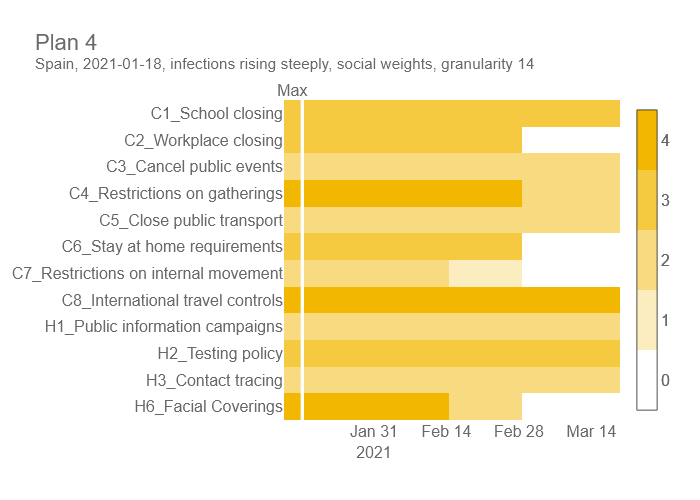 Plan 4
Spain, 2021-01-18, infections rising steeply, social weights, granularity 14
Max
C1_School closing
C2_Workplace closing
C3_Cancel public events
C4_Restrictions on gatherings
C5_Close public transport
C6_Stay at home requirements
C7_Restrictions on internal movement
C8_International travel controls
H1_Public information campaigns
H2_Testing policy
H3_Contact tracing
H6_Facial Coverings
Jan 31 Feb 14 Feb 28 Mar 14
2021
4
3
2
1
0